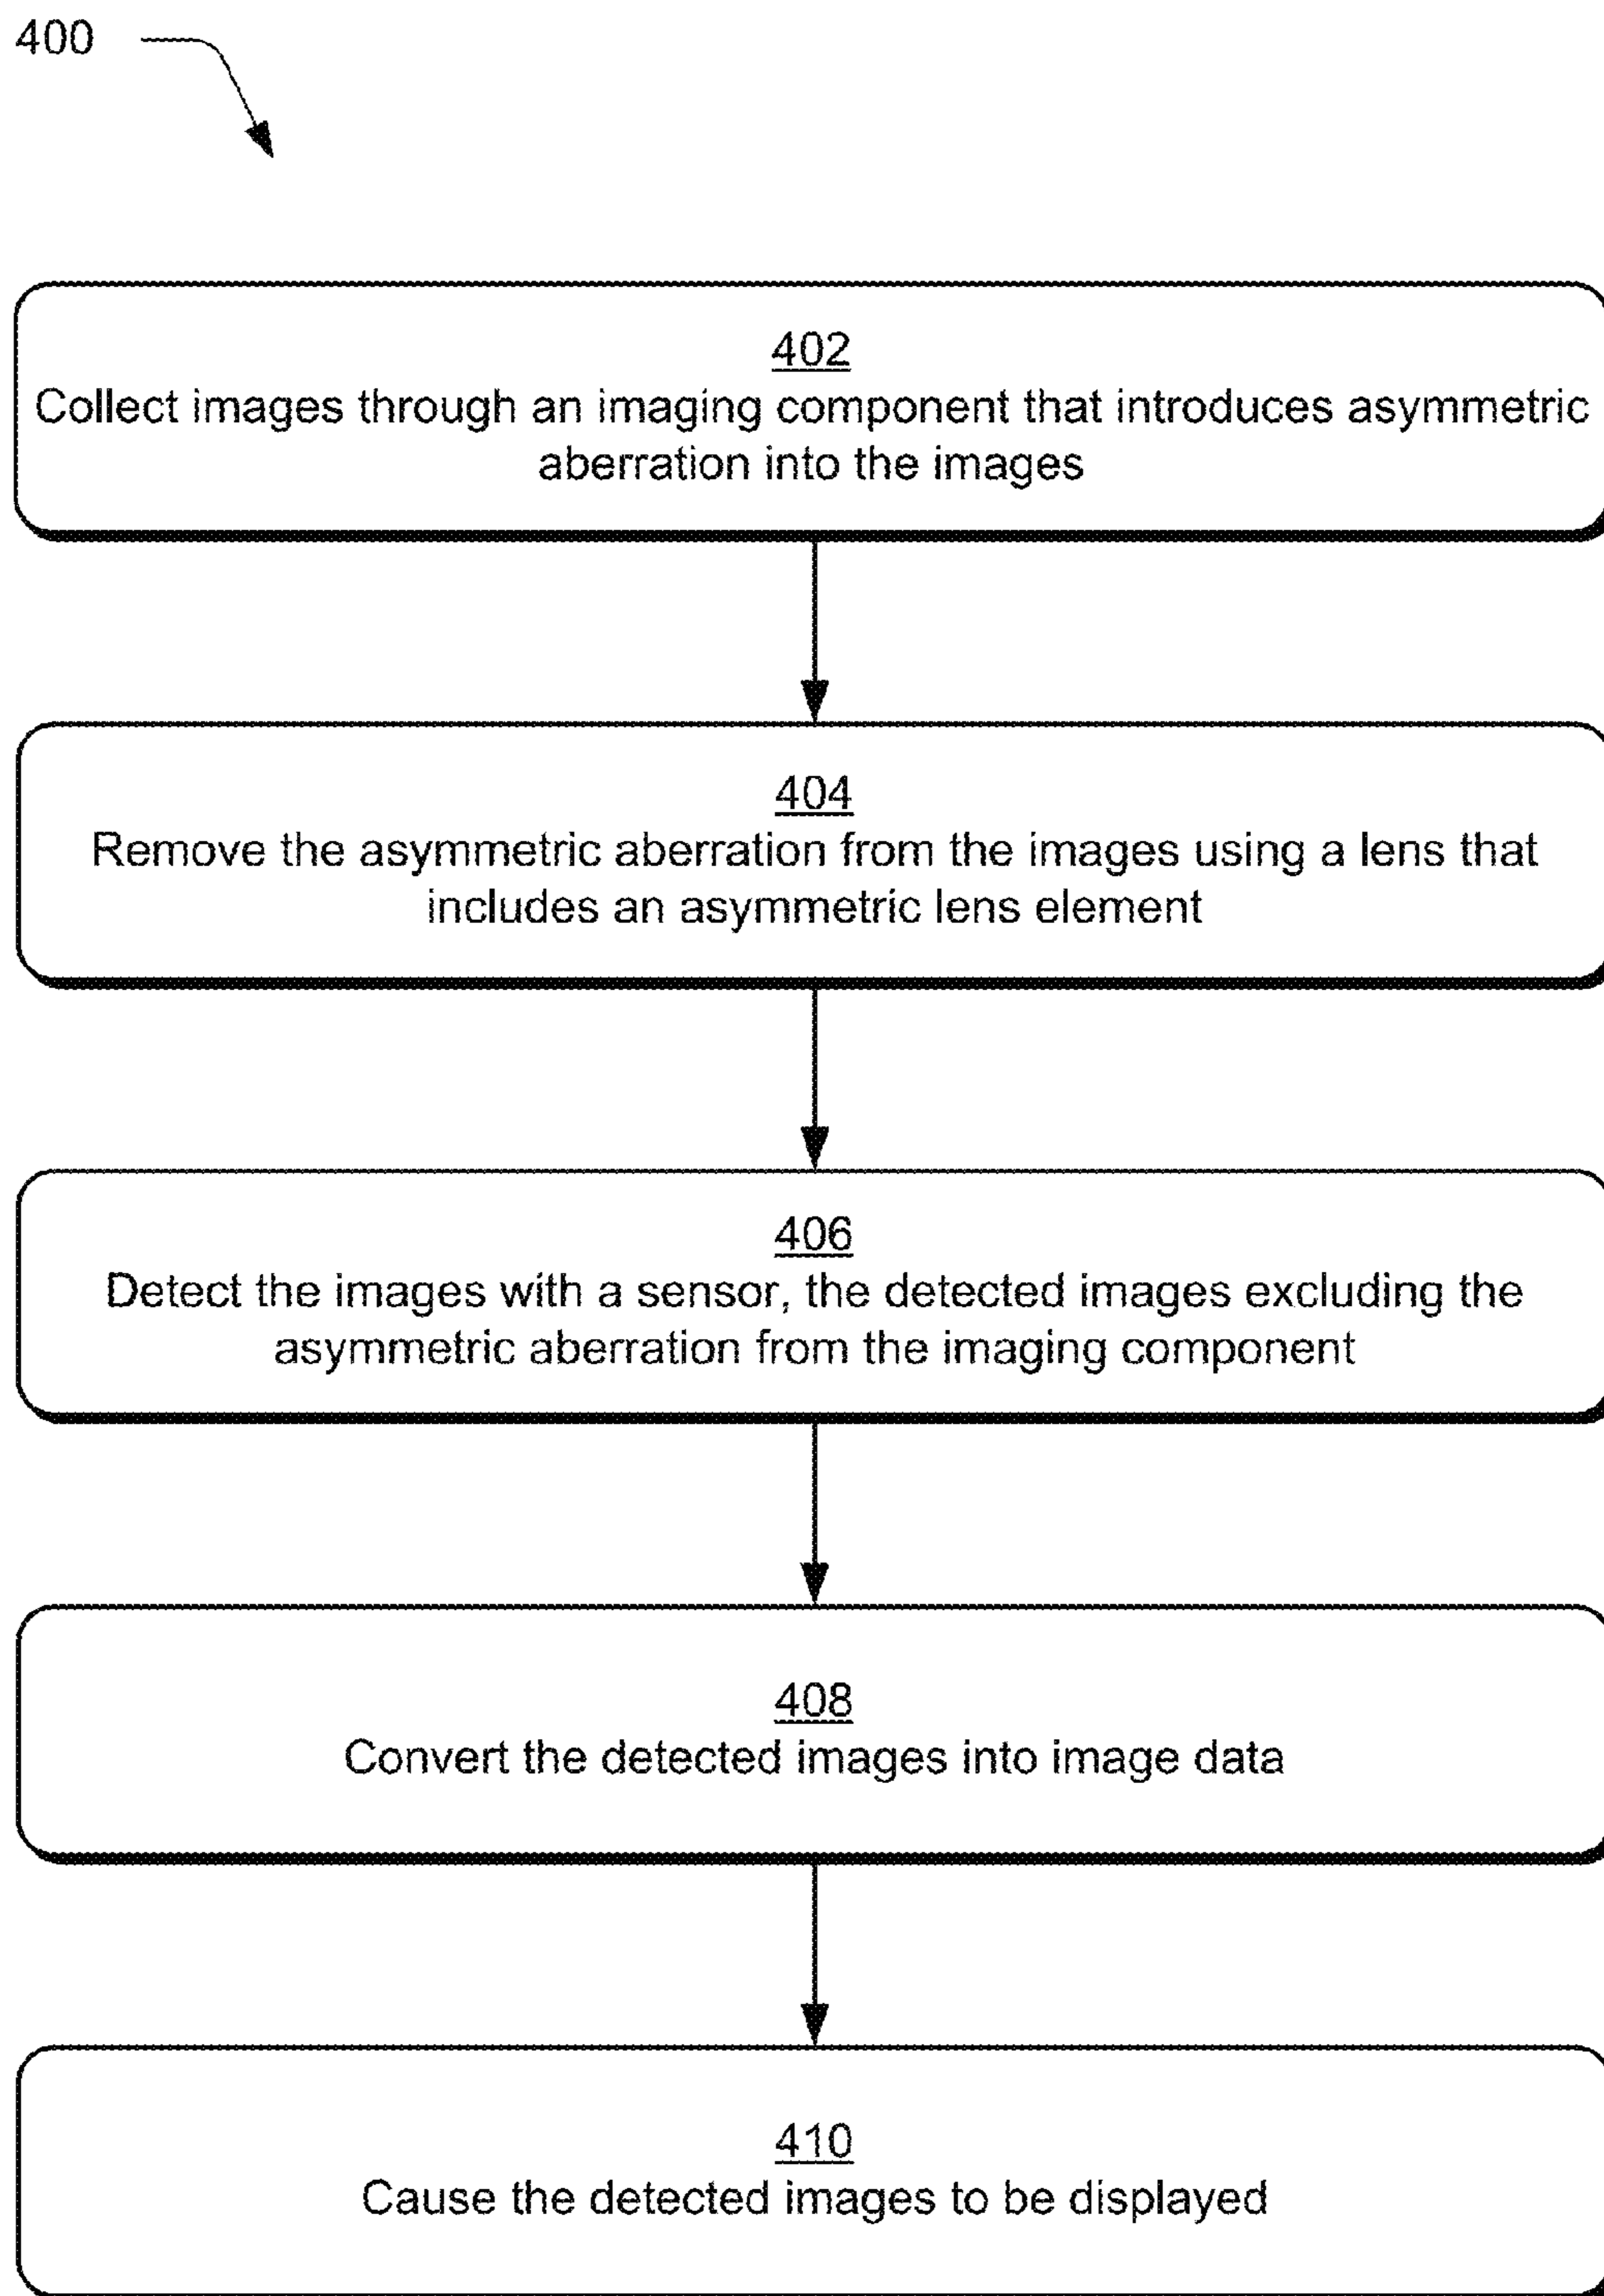 400
402
Collect images through an imaging component that introduces asymmetric
aberration into the images
404
Remove the asymmetric aberration from the images using a lens that
includes an asymmetric lens element
406
Detect the images with a sensor, the detected images excluding the
asymmetric aberration from the imaging component
408
Convert the detected images into image data
410
Cause the detected images to be displayed